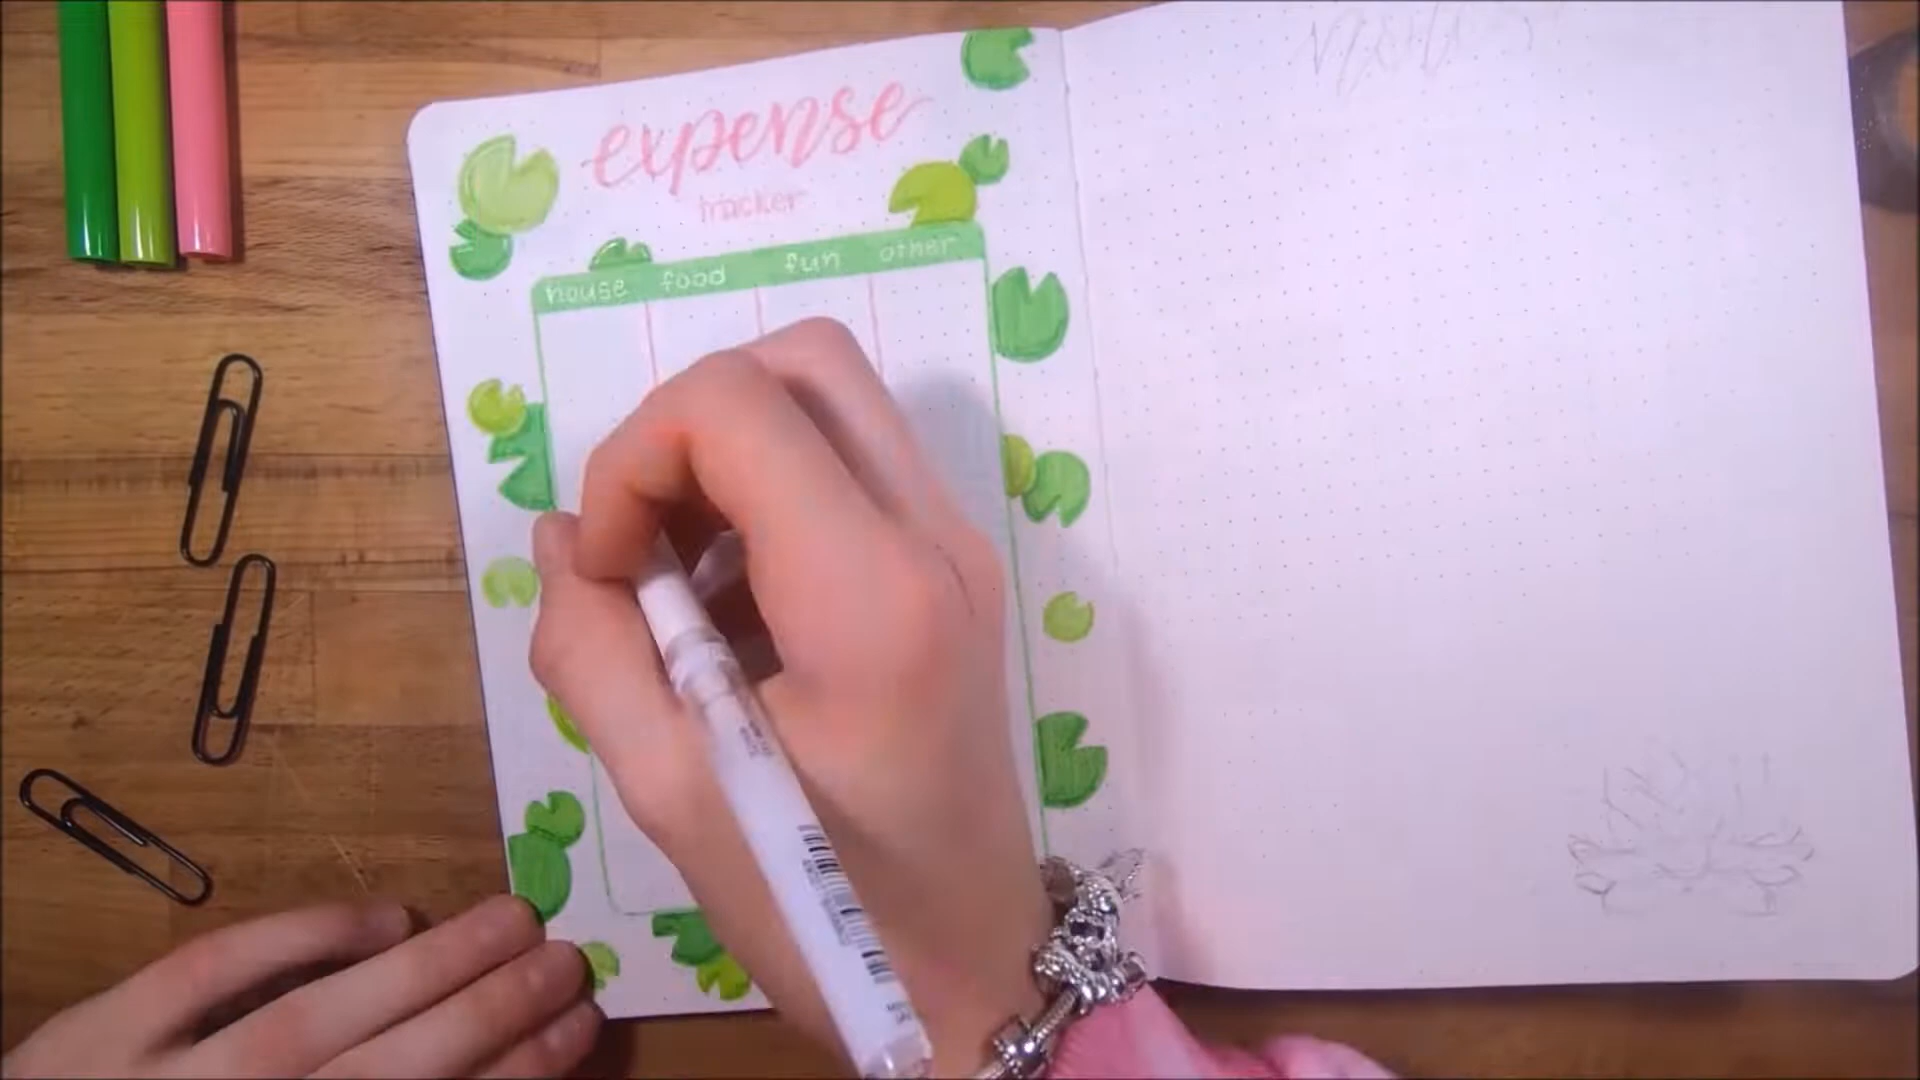 expense
tracker
house food fun other